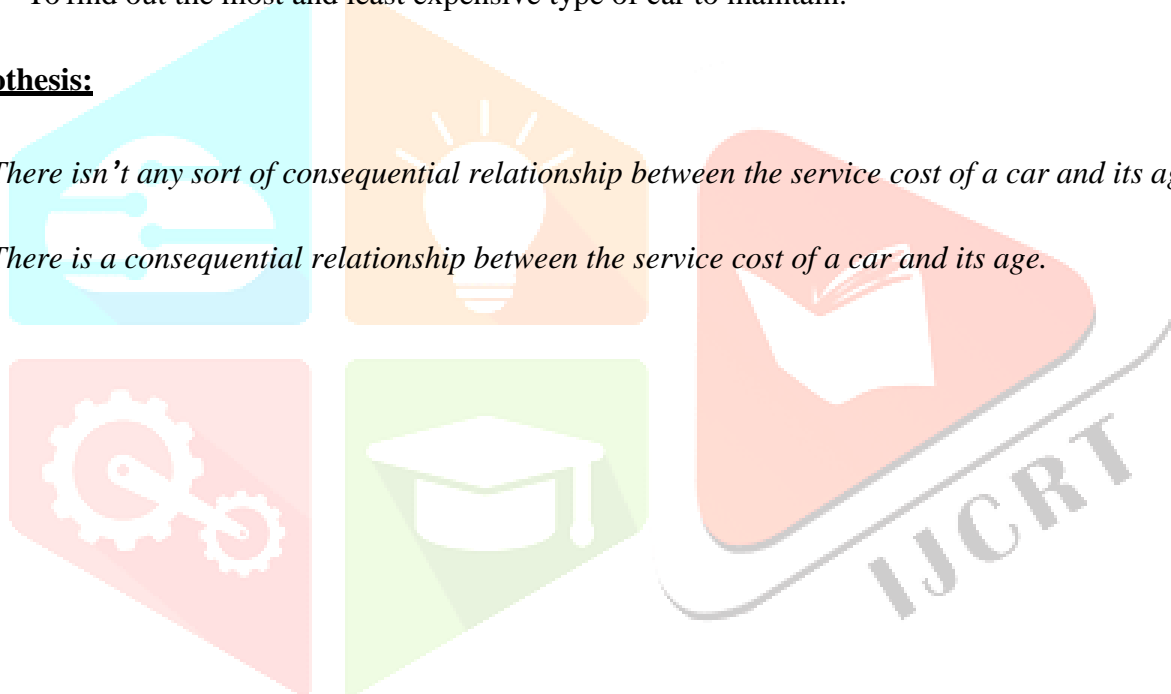 To find out the most and least expensive type of car to maintain.
othesis:
There isn’t any sort of consequential relationship between the service cost of a car and its ag
There is a consequential relationship between the service cost of a car and its age.
IJCRT